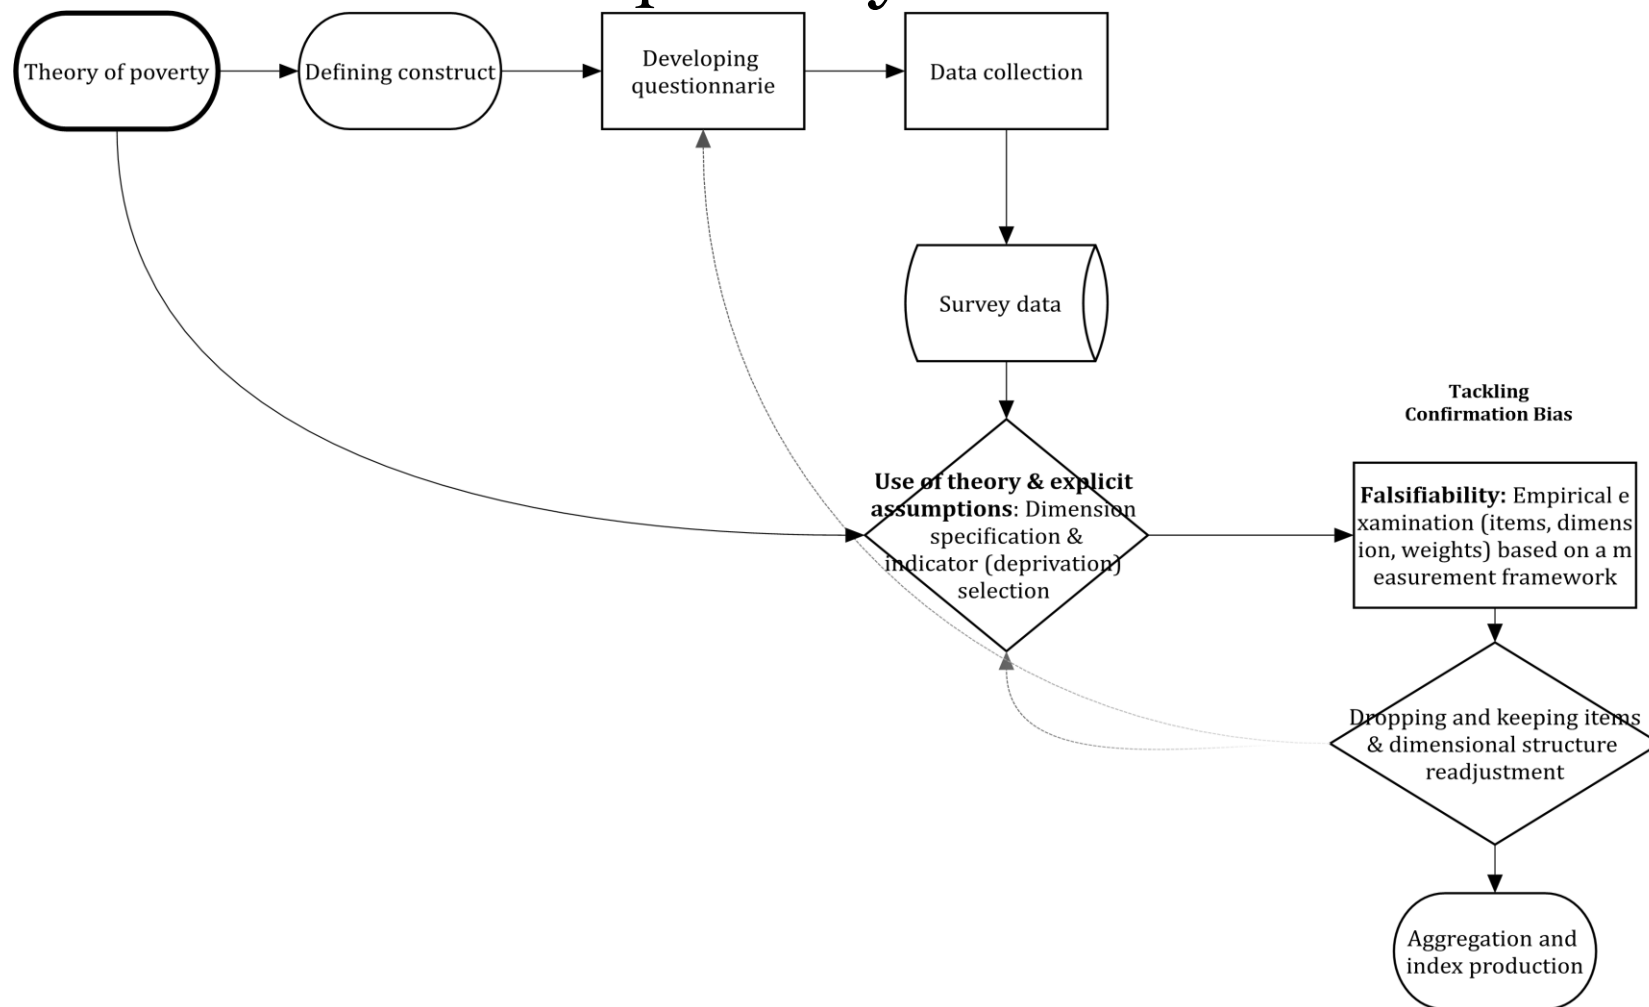 Theory of poverty
Defining construct
Developing
questionnarie
Data collection
Survey data
Tackling
Confirmation Bias
Use of theory & explicit
assumptions: Dimension
specification &
indicator (deprivation)
selection
Falsifiability: Empirical e
xamination (items, dimens
ion, weights) based on a m
easurement framework
Dropping and keeping items
& dimensional structure
readjustment
Aggregation and
index production